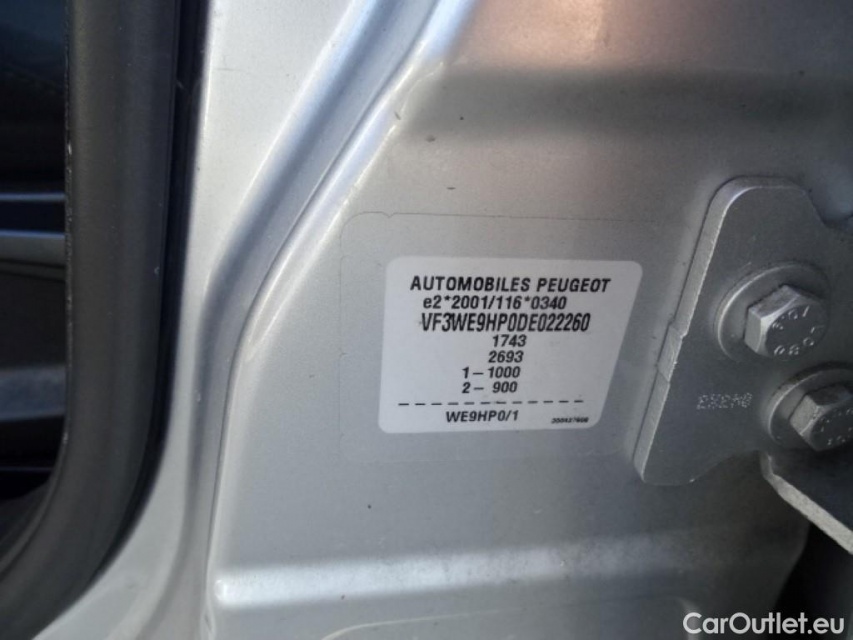 AUTOMOBILES PEUGEOT
e2*2001/116*0340
VF3WE9HP0DE022260
1743
2693
1-1000
2-900
WE9HP0/1
CarOutlet.eu